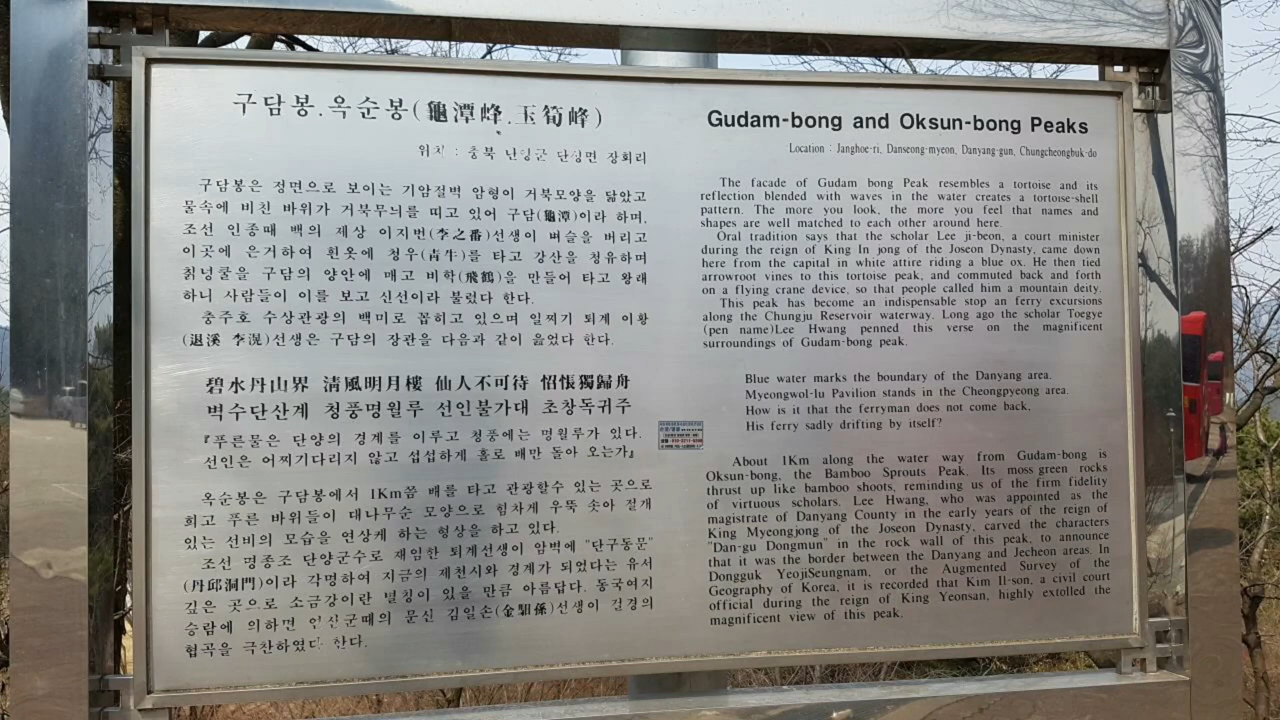 구담봉.옥순봉(龜潭峰.玉筍峰)
위치 : 충북 단양군 단성면 장회리
구담봉은 정면으로 보이는 기암절벽 암형이 거북모양을 닮았고
물속에 비친 바위가 거북무늬를 띠고 있어 구담(龜潭)이라 하며,
조선 인종때 백의 재상 이지번(李之番)선생이 벼슬을 버리고
이곳에 은거하여 흰옷에 청우(靑牛)를 타고 강산을 청유하며
칡넝쿨을 구담의 양안에 매고 비학(飛鶴)을 만들어 타고 왕래
하니 사람들이 이를 보고 신선이라 불렀다 한다.
충주호 수상관광의 백미로 꼽히고 있으며 일찌기 퇴계 이황
(退溪 李滉)선생은 구담의 장관을 다음과 같이 읊었다 한다.
碧水丹山界 清風明月樓 仙人不可待 怊悵獨歸舟
벽수단산계 청풍명월루 선인불가대 초창독귀주
『푸른물은 단양의 경계를 이루고 청풍에는 명월루가 있다.
선인은 어찌기다리지 않고 섭섭하게 홀로 배만 돌아 오는가』
옥순봉은 구담봉에서 1Km쯤 배를 타고 관광할수 있는 곳으로
희고 푸른 바위들이 대나무순 모양으로 힘차게 우뚝 솟아 절개
있는 선비의 모습을 연상케 하는 형상을 하고 있다.
조선 명종조 단양군수로 재임한 퇴계선생이 암벽에 "단구동문"
(丹邱洞門)이라 각명하여 지금의 제천시와 경계가 되었다는 유서
깊은 곳으로 소금강이란 별칭이 있을 만큼 아름답다. 동국여지
승람에 의하면 연산군때의 문신 김일손(金馹孫)선생이 절경의
협곡을 극찬하였다 한다.
Gudam-bong and Oksun-bong Peaks
Location : Janghoe-ri, Danseong-myeon, Danyang-gun, Chungcheongbuk-do
The facade of Gudam bong Peak resembles a tortoise and its
reflection blended with waves in the water creates a tortoise-shell
pattern. The more you look, the more you feel that names and
shapes are well matched to each other around here.
Oral tradition says that the scholar Lee ji-beon, a court minister
during the reign of King In jong of the Joseon Dynasty, came down
here from the capital in white attire riding a blue ox. He then tied
arrowroot vines to this tortoise peak, and commuted back and forth
on a flying crane device, so that people called him a mountain deity.
This peak has become an indispensable stop an ferry excursions
along the Chungju Reservoir waterway. Long ago the scholar Toegye
(pen name)Lee Hwang penned this verse on the magnificent
surroundings of Gudam-bong peak.
Blue water marks the boundary of the Danyang area.
Myeongwol-lu Pavilion stands in the Cheongpyeong area.
How is it that the ferryman does not come back,
His ferry sadly drifting by itself?
About 1Km along the water way from Gudam-bong is
Oksun-bong, the Bamboo Sprouts Peak. Its moss green rocks
thrust up like bamboo shoots, reminding us of the firm fidelity
of virtuous scholars. Lee Hwang, who was appointed as the
magistrate of Danyang County in the early years of the reign of
King Myeongjong of the Joseon Dynasty, carved the characters
"Dan-gu Dongmun" in the rock wall of this peak, to announce
that it was the border between the Danyang and Jecheon areas. In
Dongguk YeojiSeungnam, or the Augmented Survey of the
Geography of Korea, it is recorded that Kim Il-son, a civil court
official during the reign of King Yeonsan, highly extolled the
magnificent view of this peak.